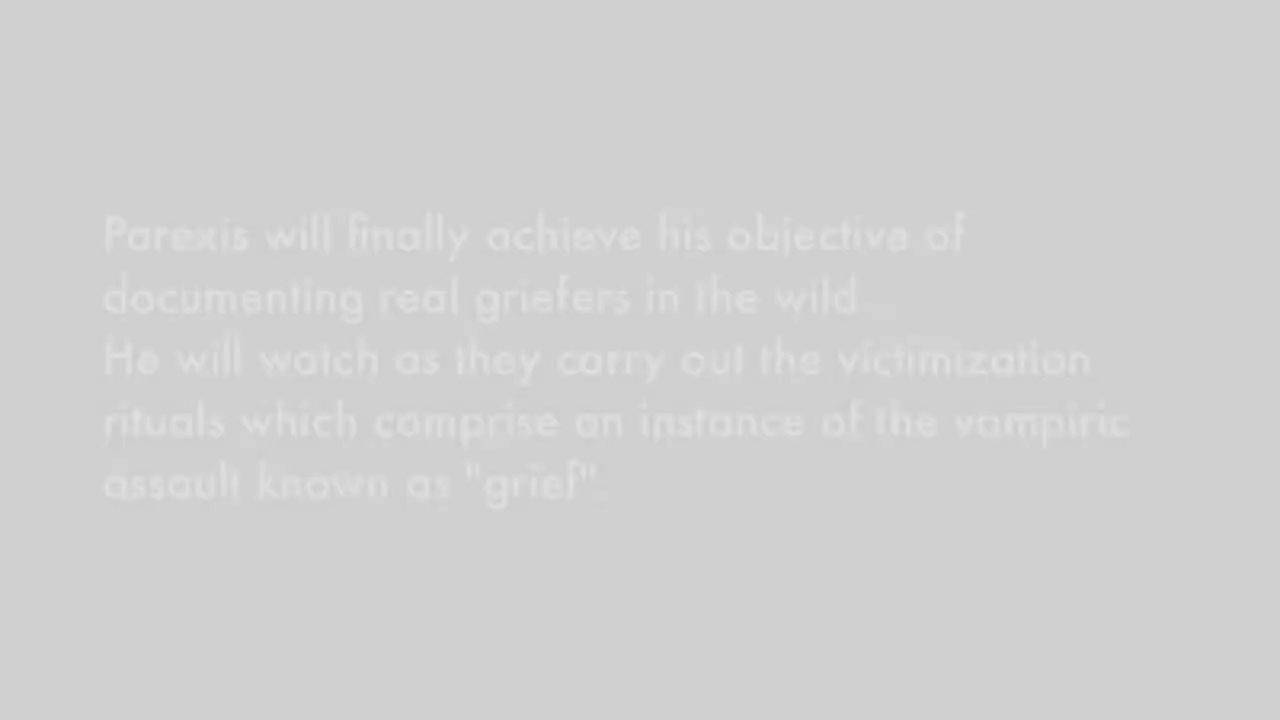 Parexis will finally achieve his objective of
documenting real griefers in the wild.
He will watch as they carry out the victimization
rituals which comprise an instance of the vampiric
assault known as "grief".